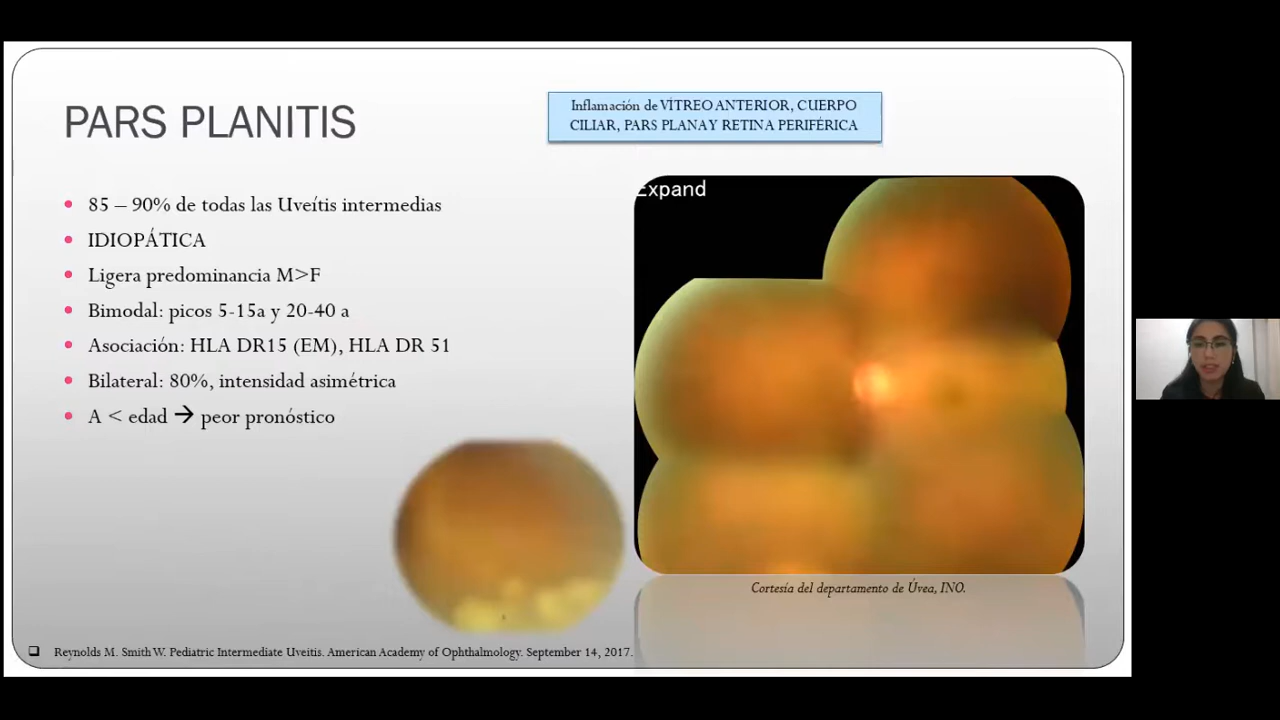 PARS PLANITIS
Inflamación de VÍTREO ANTERIOR, CUERPO
CILIAR, PARS PLANA Y RETINA PERIFÉRICA
• 85 – 90% de todas las Uveítis intermedias
• IDIOPÁTICA
• Ligera predominancia M>F
• Bimodal: picos 5-15a y 20-40 a
• Asociación: HLA DR15 (EM), HLA DR 51
• Bilateral: 80%, intensidad asimétrica
• A < edad → peor pronóstico
Expand
Cortesía del departamento de Úvea, INO.
Reynolds M. Smith W. Pediatric Intermediate Uveitis. American Academy of Ophthalmology. September 14, 2017.